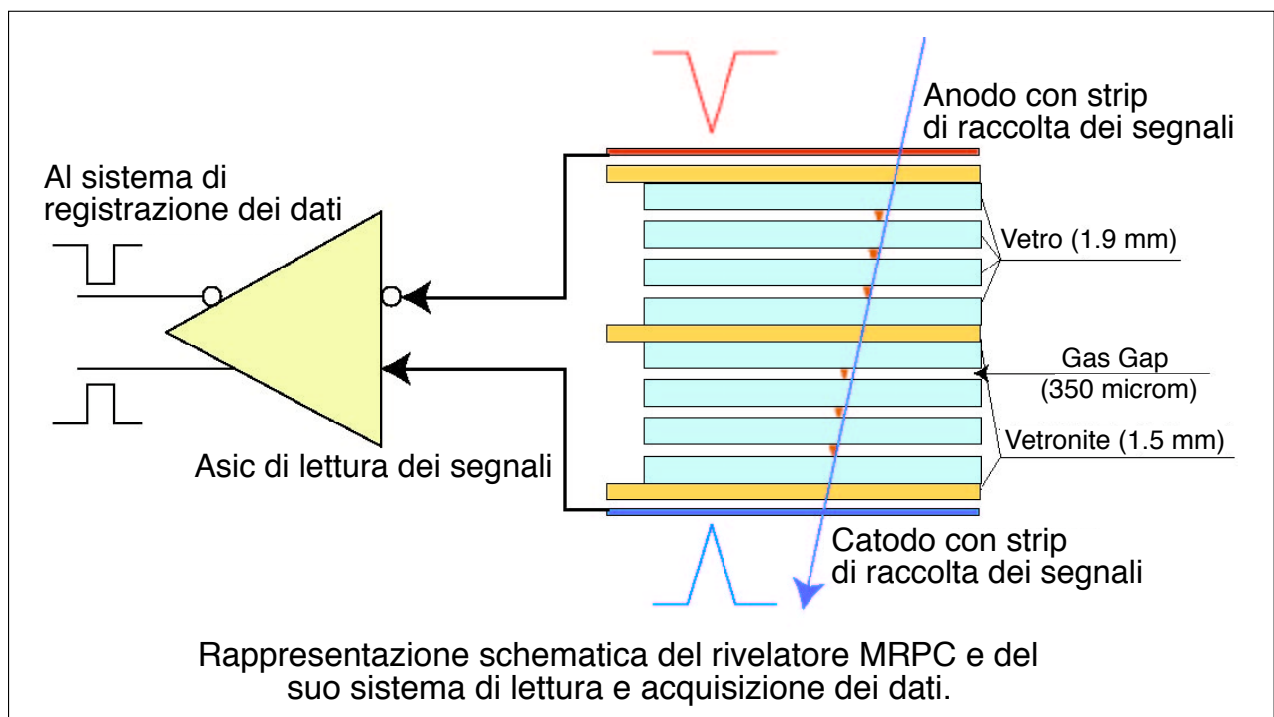 Anodo con strip
di raccolta dei segnali
Al sistema di
registrazione dei dati
Vetro (1.9 mm)
Gas Gap
(350 microm)
Vetronite (1.5 mm)
Asic di lettura dei segnali
Catodo con strip
di raccolta dei segnali
Rappresentazione schematica del rivelatore MRPC e del
suo sistema di lettura e acquisizione dei dati.